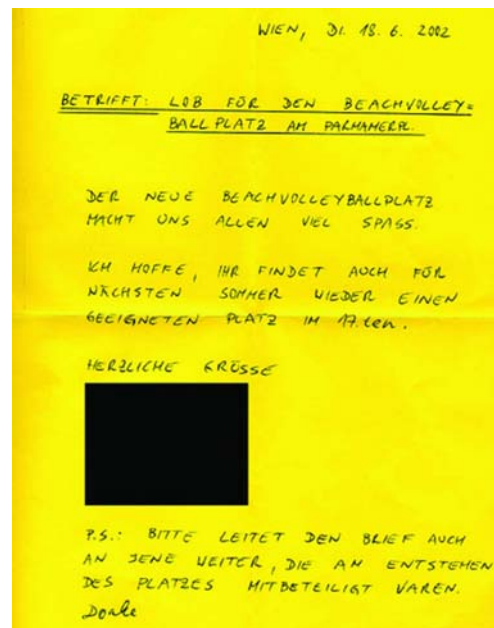 WIEN, DI. 18. 6. 2002
BETRIFFT: LOB FÜR DEN BEACHVOLLEY=
BALLPLATZ AM PARHAMERPL.
DER NEUE BEACHVOLLEYBALLPLATZ
MACHT UNS ALLEN VIEL SPASS.
ICH HOFFE, IHR FINDET AUCH FÜR
NÄCHSTEN SOMMER WIEDER EINEN
GEEIGNETEN PLATZ IM 17.ten.
HERZLICHE GRÜSSE
P.S.: BITTE LEITET DEN BRIEF AUCH
AN JENE WEITER, DIE AM ENTSTEHEN
DES PLATZES MITBETEILIGT WAREN.
Danke